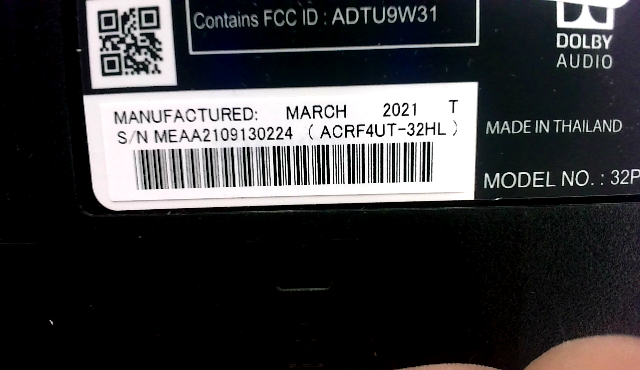 Contains FCC ID : ADTU9W31
DOLBY
AUDIO
MANUFACTURED: MARCH 2021 T
S/N MEAA2109130224 ( ACRF4UT-32HL )
MADE IN THAILAND
MODEL NO. : 32P